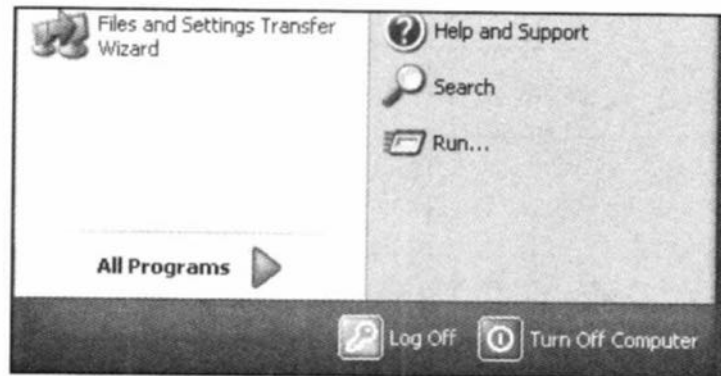 Files and Settings Transfer
Wizard
Help and Support
Search
Run...
All Programs
Log Off
Turn Off Computer